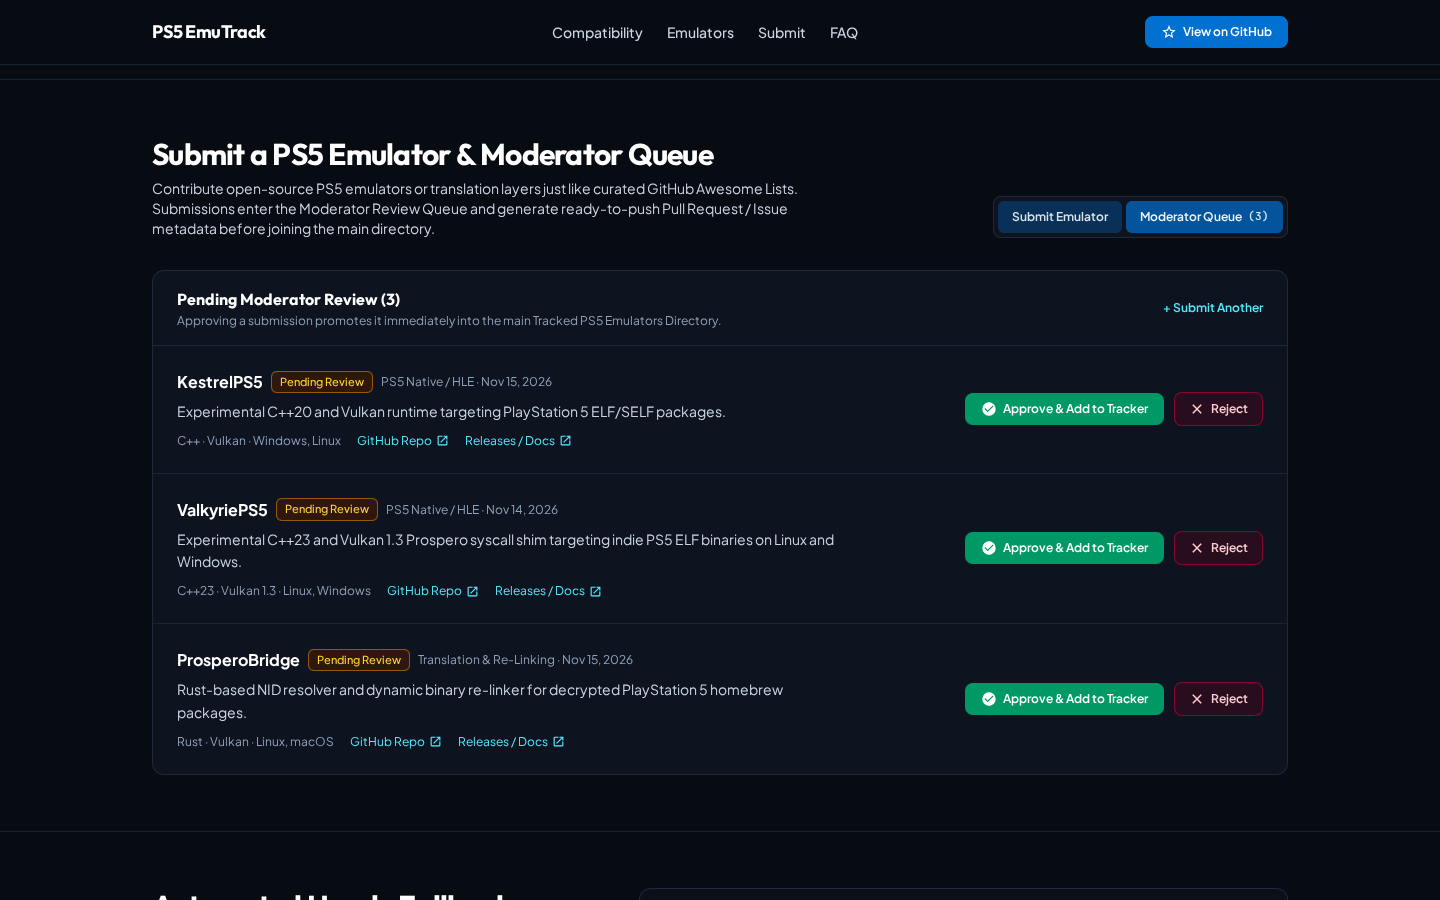 PS5 EmuTrack
Compatibility
Emulators
Submit
FAQ
View on GitHub
Submit a PS5 Emulator & Moderator Queue
Contribute open-source PS5 emulators or translation layers just like curated GitHub Awesome Lists.
Submissions enter the Moderator Review Queue and generate ready-to-push Pull Request / Issue
metadata before joining the main directory.
Submit Emulator
Moderator Queue (3)
Pending Moderator Review (3)
Approving a submission promotes it immediately into the main Tracked PS5 Emulators Directory.
+ Submit Another
KestrelPS5 Pending Review PS5 Native / HLE · Nov 15, 2026
Experimental C++20 and Vulkan runtime targeting PlayStation 5 ELF/SELF packages.
C++ · Vulkan · Windows, Linux GitHub Repo Releases / Docs
Approve & Add to Tracker
Reject
ValkyriePS5 Pending Review PS5 Native / HLE · Nov 14, 2026
Experimental C++23 and Vulkan 1.3 Prospero syscall shim targeting indie PS5 ELF binaries on Linux and
Windows.
C++23 · Vulkan 1.3 · Linux, Windows GitHub Repo Releases / Docs
Approve & Add to Tracker
Reject
ProsperoBridge Pending Review Translation & Re-Linking · Nov 15, 2026
Rust-based NID resolver and dynamic binary re-linker for decrypted PlayStation 5 homebrew
packages.
Rust · Vulkan · Linux, macOS GitHub Repo Releases / Docs
Approve & Add to Tracker
Reject